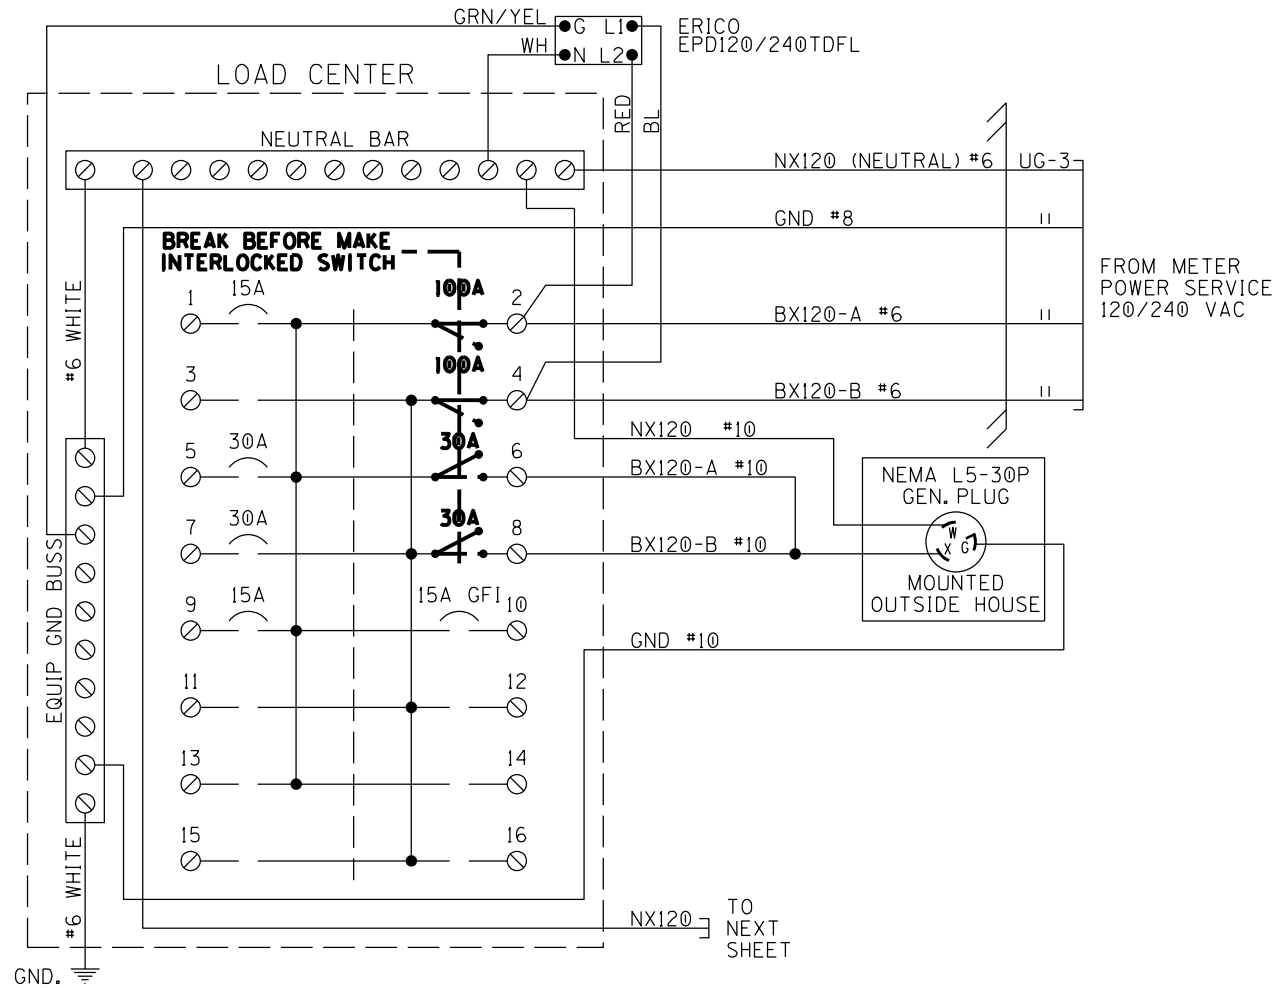 GRN/YEL
G L1
ERICO
EPD120/240TDFL
WH
N L2
LOAD CENTER
RED
BL
NEUTRAL BAR
NX120 (NEUTRAL) #6
UG-3
GND #8
"
BREAK BEFORE MAKE
INTERLOCKED SWITCH
FROM METER
POWER SERVICE
120/240 VAC
#6 WHITE
1
15A
100A
2
BX120-A #6
"
3
100A
4
BX120-B #6
"
NX120 #10
5
30A
30A
6
BX120-A #10
NEMA L5-30P
GEN. PLUG
7
30A
30A
8
BX120-B #10
W
X G
MOUNTED
OUTSIDE HOUSE
EQUIP GND BUSS
9
15A
15A GFI
10
GND #10
11
12
13
14
15
16
#6 WHITE
NX120
TO
NEXT
SHEET
GND.